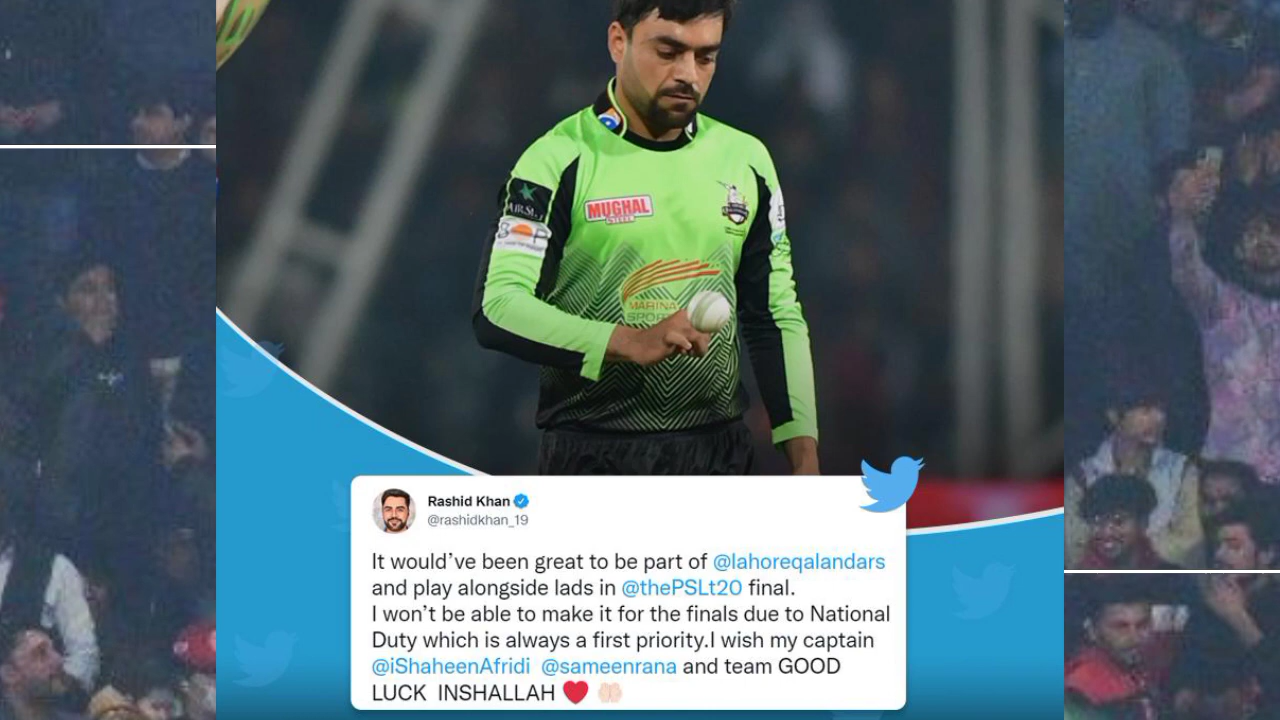 MUGHAL
STEEL
MARINA
Rashid Khan
@rashidkhan_19
It would’ve been great to be part of @lahoreqalandars
and play alongside lads in @thePSLt20 final.
I won’t be able to make it for the finals due to National
Duty which is always a first priority.I wish my captain
@iShaheenAfridi @sameenrana and team GOOD
LUCK INSHALLAH ❤️ 🤲🏻